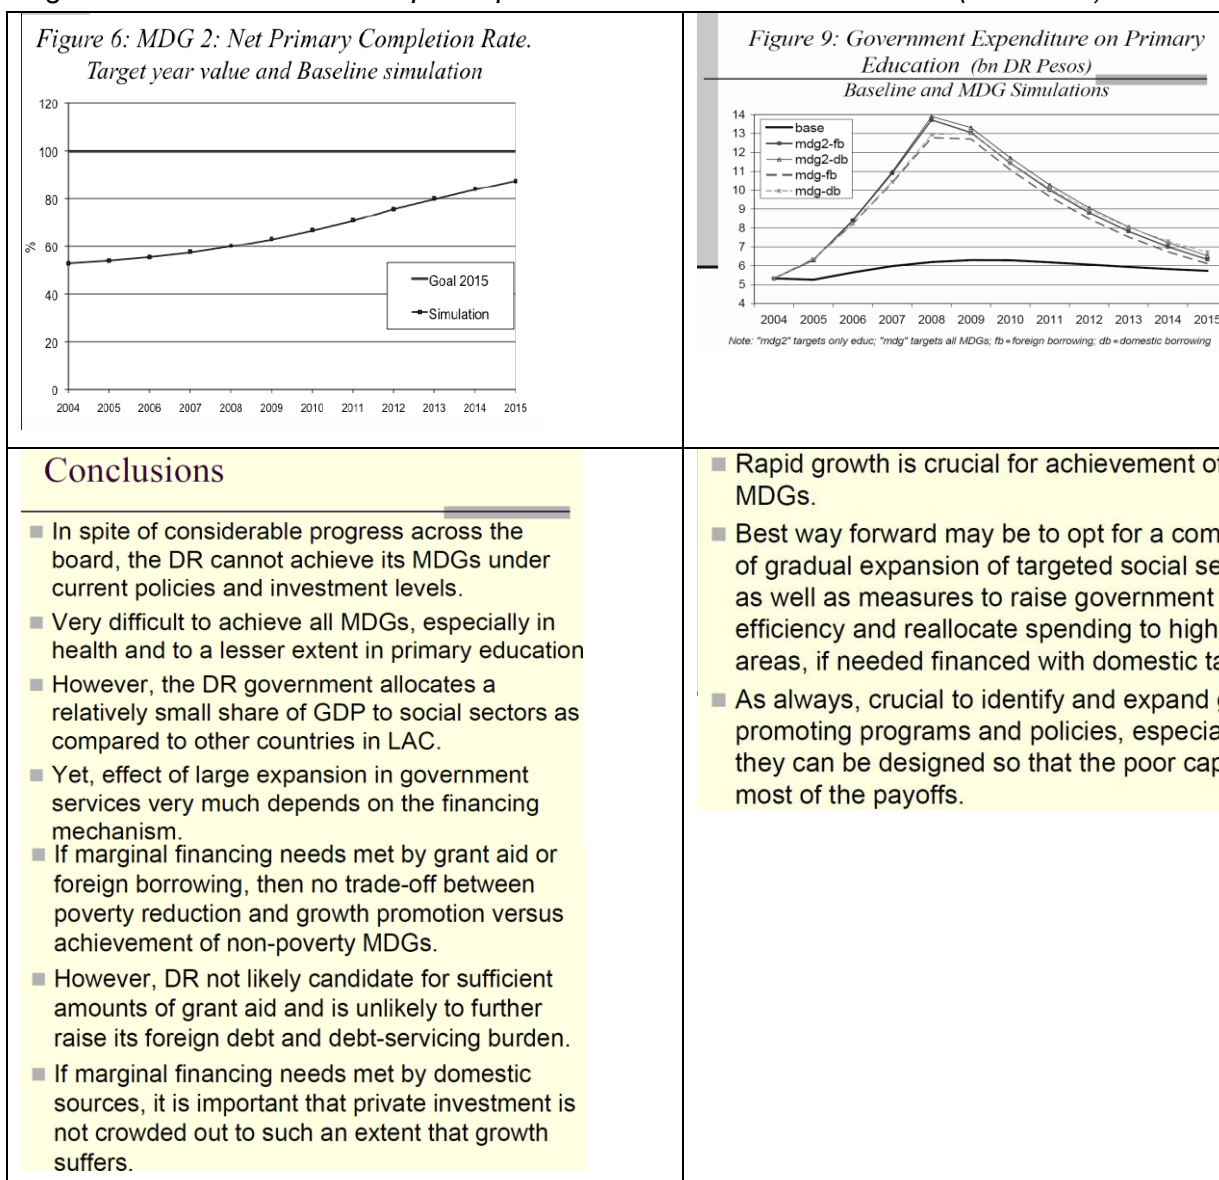 Figure 6: MDG 2: Net Primary Completion Rate.
Target year value and Baseline simulation
120
100
80
60
40
20
0
%
Goal 2015
Simulation
2004 2005 2006 2007 2008 2009 2010 2011 2012 2013 2014 2015
Figure 9: Government Expenditure on Primary
Education (bn DR Pesos)
Baseline and MDG Simulations
14
13
12
11
10
9
8
7
6
5
4
base
mdg2-fb
mdg2-db
mdg-fb
mdg-db
2004 2005 2006 2007 2008 2009 2010 2011 2012 2013 2014 2015
Note: "mdg2" targets only educ; "mdg" targets all MDGs; fb = foreign borrowing; db = domestic borrowing
Conclusions
In spite of considerable progress across the
board, the DR cannot achieve its MDGs under
current policies and investment levels.
Very difficult to achieve all MDGs, especially in
health and to a lesser extent in primary education
However, the DR government allocates a
relatively small share of GDP to social sectors as
compared to other countries in LAC.
Yet, effect of large expansion in government
services very much depends on the financing
mechanism.
If marginal financing needs met by grant aid or
foreign borrowing, then no trade-off between
poverty reduction and growth promotion versus
achievement of non-poverty MDGs.
However, DR not likely candidate for sufficient
amounts of grant aid and is unlikely to further
raise its foreign debt and debt-servicing burden.
If marginal financing needs met by domestic
sources, it is important that private investment is
not crowded out to such an extent that growth
suffers.
Rapid growth is crucial for achievement of
MDGs.
Best way forward may be to opt for a com
of gradual expansion of targeted social se
as well as measures to raise government
efficiency and reallocate spending to high
areas, if needed financed with domestic ta
As always, crucial to identify and expand
promoting programs and policies, especia
they can be designed so that the poor cap
most of the payoffs.